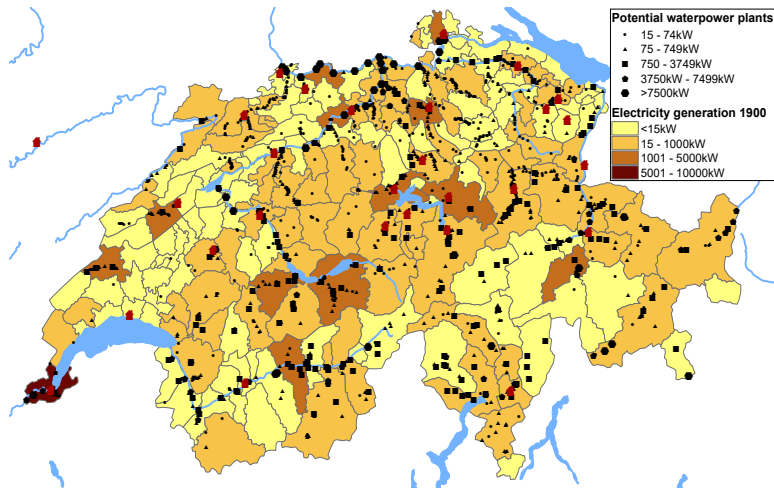 Potential waterpower plants
15 - 74kW
75 - 749kW
750 - 3749kW
3750kW - 7499kW
>7500kW
Electricity generation 1900
<15kW
15 - 1000kW
1001 - 5000kW
5001 - 10000kW